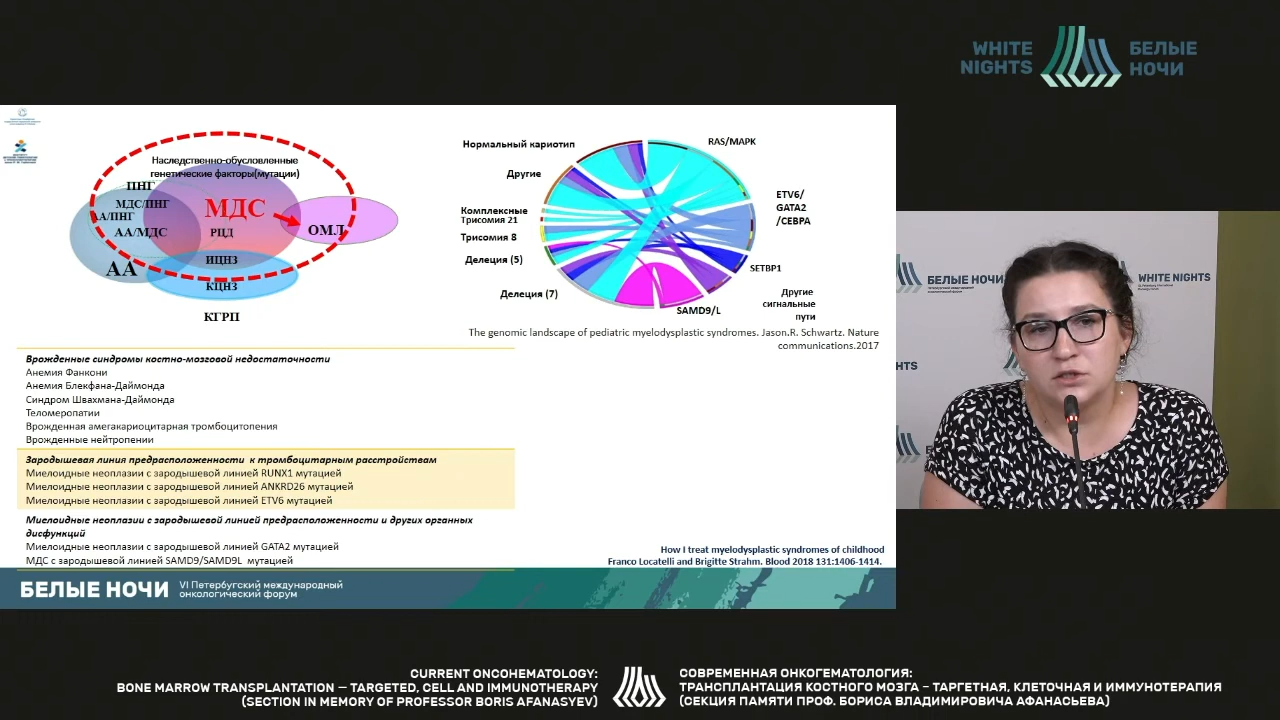 WHITE
NIGHTS
БЕЛЫЕ
НОЧИ
Наследственно-обусловленные
генетические факторы(мутации)
ПНГ
МДС/ПНГ
АА/ПНГ
АА/МДС
АА
МДС
РЦД
ИЦНЗ
КЦНЗ
КГРП
ОМЛ
Нормальный кариотип
Другие
Комплексные
Трисомия 21
Трисомия 8
Делеция (5)
Делеция (7)
RAS/MAPK
ETV6/
GATA2
/CEBPA
SETBP1
Другие
сигнальные
пути
SAMD9/L
The genomic landscape of pediatric myelodysplastic syndromes. Jason.R. Schwartz. Nature
communications.2017
Врожденные синдромы костно-мозговой недостаточности
Анемия Фанкони
Анемия Блекфана-Даймонда
Синдром Швахмана-Даймонда
Теломеропатии
Врожденная амегакариоцитарная тромбоцитопения
Врожденные нейтропении
Зародышевая линия предрасположенности к тромбоцитарным расстройствам
Миелоидные неоплазии с зародышевой линией RUNX1 мутацией
Миелоидные неоплазии с зародышевой линией ANKRD26 мутацией
Миелоидные неоплазии с зародышевой линией ETV6 мутацией
Миелоидные неоплазии с зародышевой линией предрасположенности и других органных
дисфункций
Миелоидные неоплазии с зародышевой линией GATA2 мутацией
МДС с зародышевой линией SAMD9/SAMD9L мутацией
How I treat myelodysplastic syndromes of childhood
Franco Locatelli and Brigitte Strahm. Blood 2018 131:1406-1414.
БЕЛЫЕ НОЧИ
VI Петербургский международный
онкологический форум
БЕЛЫЕ НОЧИ
WHITE NIGHTS
HTS
CURRENT ONCOHEMATOLOGY:
BONE MARROW TRANSPLANTATION – TARGETED, CELL AND IMMUNOTHERAPY
(SECTION IN MEMORY OF PROFESSOR BORIS AFANASYEV)
СОВРЕМЕННАЯ ОНКОГЕМАТОЛОГИЯ:
ТРАНСПЛАНТАЦИЯ КОСТНОГО МОЗГА – ТАРГЕТНАЯ, КЛЕТОЧНАЯ И ИММУНОТЕРАПИЯ
(СЕКЦИЯ ПАМЯТИ ПРОФ. БОРИСА ВЛАДИМИРОВИЧА АФАНАСЬЕВА)